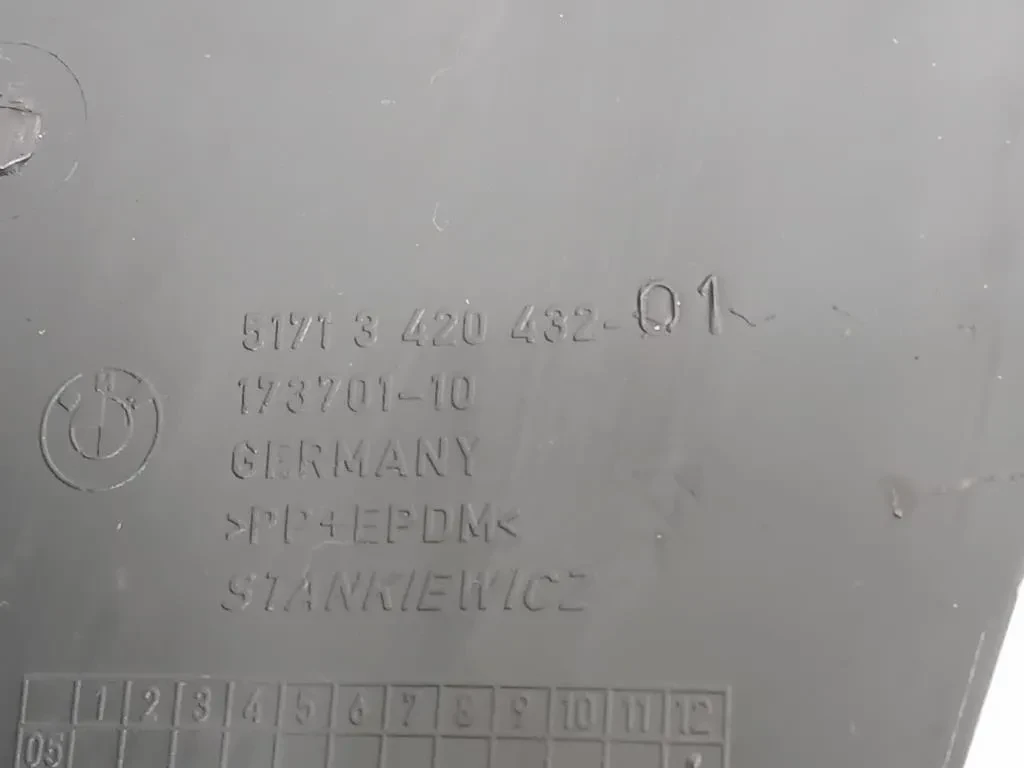 5171 3 420 432-01
173701-10
GERMANY
>PP+EPDM<
STANKIEWICZ
1 2 3 4 5 6 7 8 9 10 11 12
05